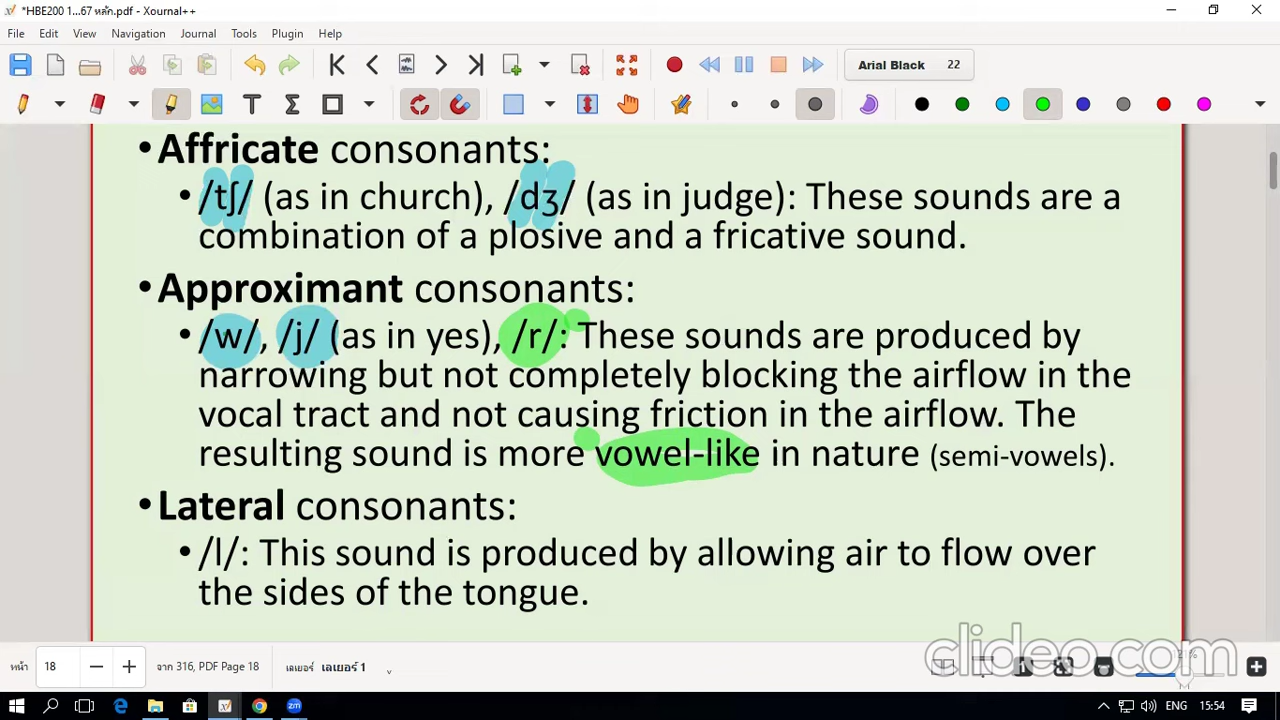 *HBE200 1...67 หลัก.pdf - Xournal++
File Edit View Navigation Journal Tools Plugin Help
Arial Black 22
•Affricate consonants:
•/tʃ/ (as in church), /dʒ/ (as in judge): These sounds are a
combination of a plosive and a fricative sound.
•Approximant consonants:
•/w/, /j/ (as in yes), /r/: These sounds are produced by
narrowing but not completely blocking the airflow in the
vocal tract and not causing friction in the airflow. The
resulting sound is more vowel-like in nature (semi-vowels).
•Lateral consonants:
•/l/: This sound is produced by allowing air to flow over
the sides of the tongue.
clideo.com
หน้า 18 จาก 316, PDF Page 18 เลเยอร์ เลเยอร์ 1
ENG 15:54